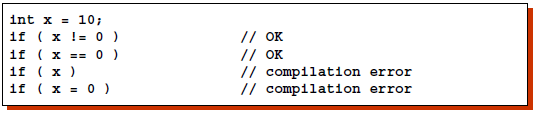 int x = 10;
if ( x != 0 ) // OK
if ( x == 0 ) // OK
if ( x ) // compilation error
if ( x = 0 ) // compilation error